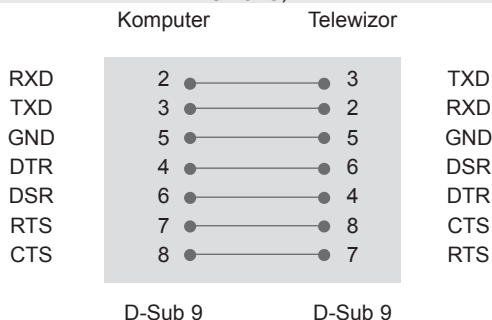 Komputer Telewizor
RXD 2 3 TXD
TXD 3 2 RXD
GND 5 5 GND
DTR 4 6 DSR
DSR 6 4 DTR
RTS 7 8 CTS
CTS 8 7 RTS
D-Sub 9 D-Sub 9